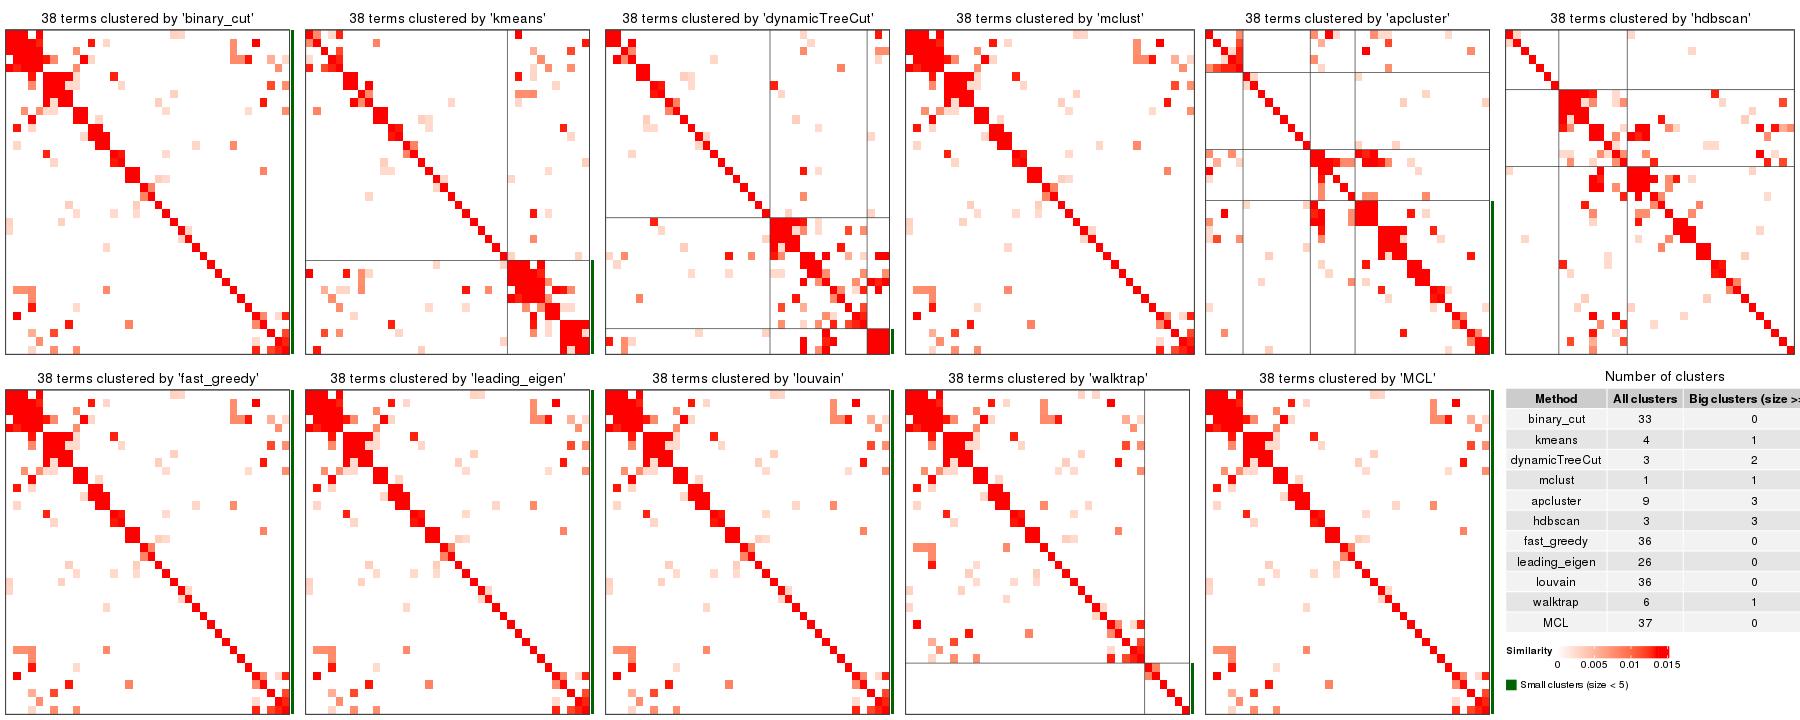 38 terms clustered by 'binary_cut'
38 terms clustered by 'kmeans'
38 terms clustered by 'dynamicTreeCut'
38 terms clustered by 'mclust'
38 terms clustered by 'apcluster'
38 terms clustered by 'hdbscan'
38 terms clustered by 'fast_greedy'
38 terms clustered by 'leading_eigen'
38 terms clustered by 'louvain'
38 terms clustered by 'walktrap'
38 terms clustered by 'MCL'
Number of clusters
Method All clusters Big clusters (size >=
binary_cut 33 0
kmeans 4 1
dynamicTreeCut 3 2
mclust 1 1
apcluster 9 3
hdbscan 3 3
fast_greedy 36 0
leading_eigen 26 0
louvain 36 0
walktrap 6 1
MCL 37 0
Similarity
0 0.005 0.01 0.015
Small clusters (size < 5)